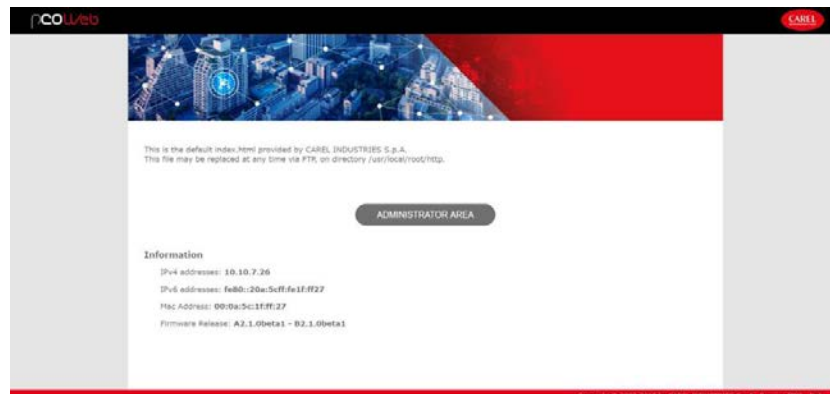 pCOWeb
CAREL
This is the default index.html provided by CAREL INDUSTRIES S.p.A.
This file may be replaced at any time via FTP, on directory /usr/local/root/http.
ADMINISTRATOR AREA
Information
IPv4 addresses: 10.10.7.26
IPv6 addresses: fe80::20a:5cff:fe1f:ff27
Mac Address: 00:0a:5c:1f:ff:27
Firmware Release: A2.1.0beta1 - B2.1.0beta1